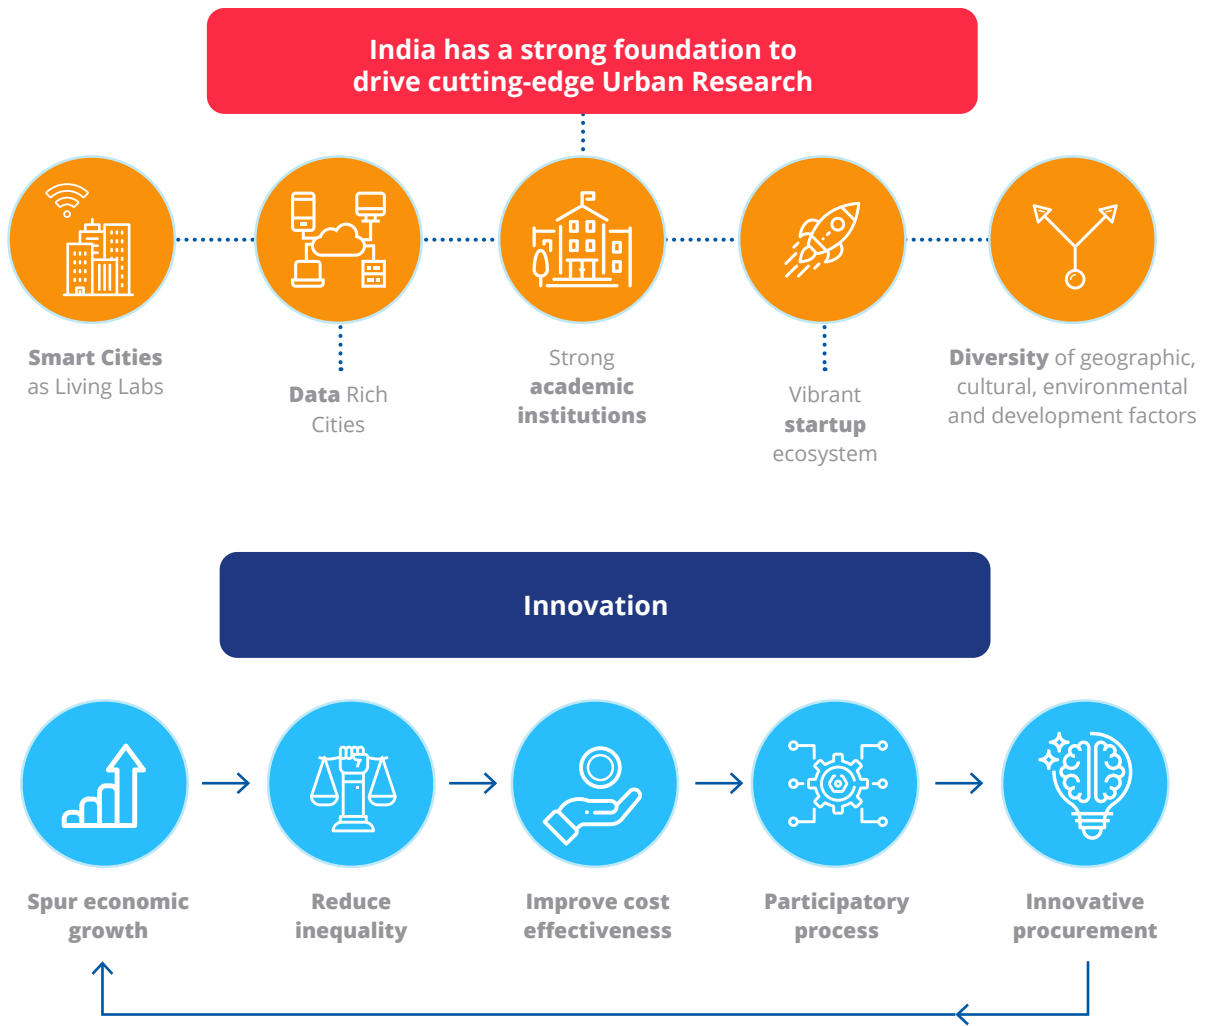 India has a strong foundation to
drive cutting-edge Urban Research
Smart Cities
as Living Labs
Data Rich
Cities
Strong
academic
institutions
Vibrant
startup
ecosystem
Diversity of geographic,
cultural, environmental
and development factors
Innovation
Spur economic
growth
Reduce
inequality
Improve cost
effectiveness
Participatory
process
Innovative
procurement